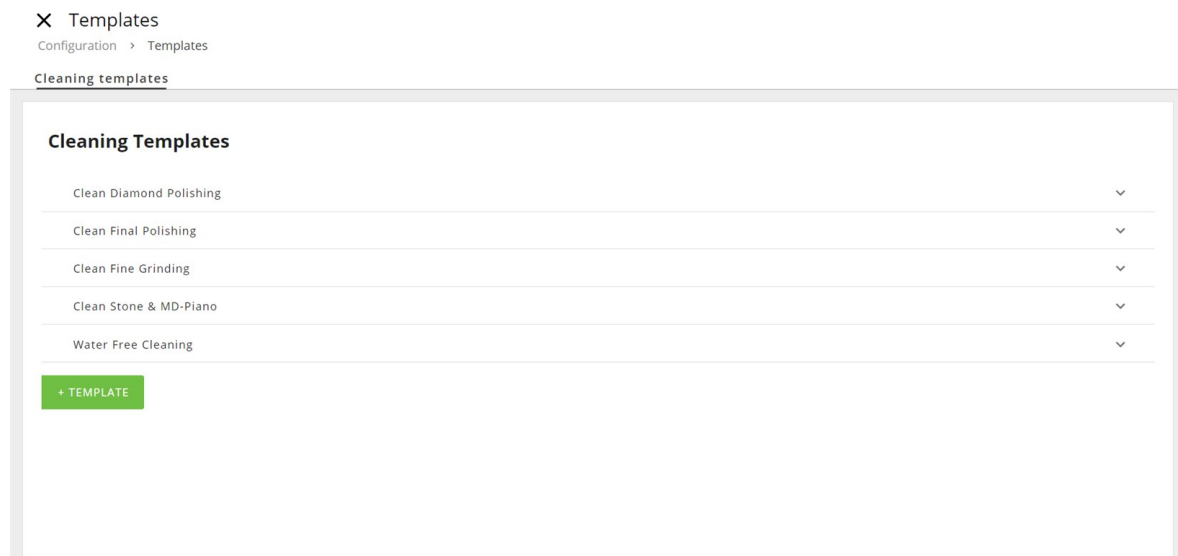 Templates
Configuration > Templates
Cleaning templates
Cleaning Templates
Clean Diamond Polishing
Clean Final Polishing
Clean Fine Grinding
Clean Stone & MD-Piano
Water Free Cleaning
+ TEMPLATE